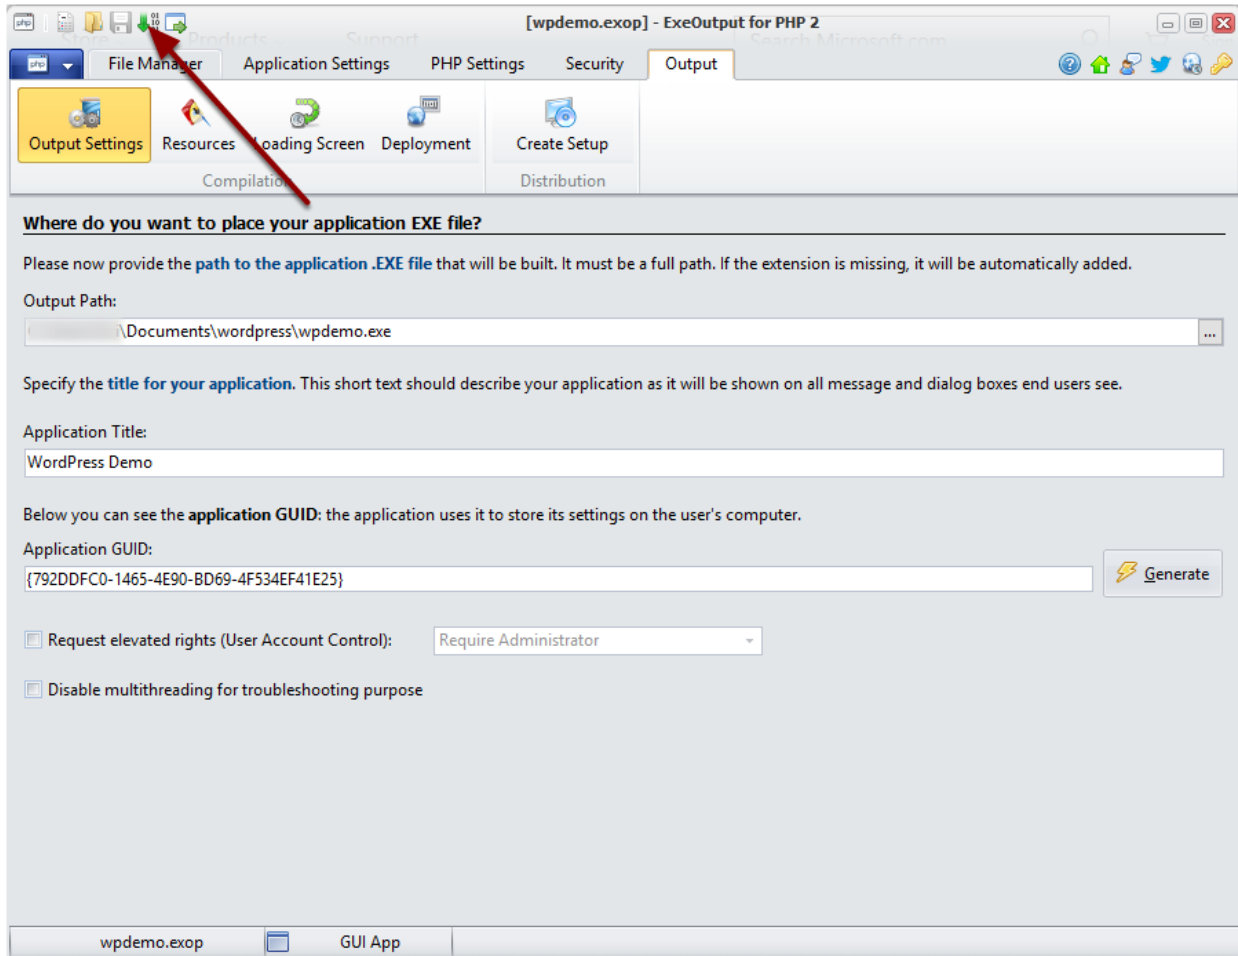 [wpdemo.exop] - ExeOutput for PHP 2
Store Products Support Search Microsoft.com
File Manager Application Settings PHP Settings Security Output
Output Settings Resources Loading Screen Deployment Create Setup
Compilation Distribution
Where do you want to place your application EXE file?
Please now provide the path to the application .EXE file that will be built. It must be a full path. If the extension is missing, it will be automatically added.
Output Path:
\Documents\wordpress\wpdemo.exe ...
Specify the title for your application. This short text should describe your application as it will be shown on all message and dialog boxes end users see.
Application Title:
WordPress Demo
Below you can see the application GUID: the application uses it to store its settings on the user's computer.
Application GUID:
{792DDFC0-1465-4E90-BD69-4F534EF41E25} Generate
Request elevated rights (User Account Control): Require Administrator
Disable multithreading for troubleshooting purpose
wpdemo.exop GUI App